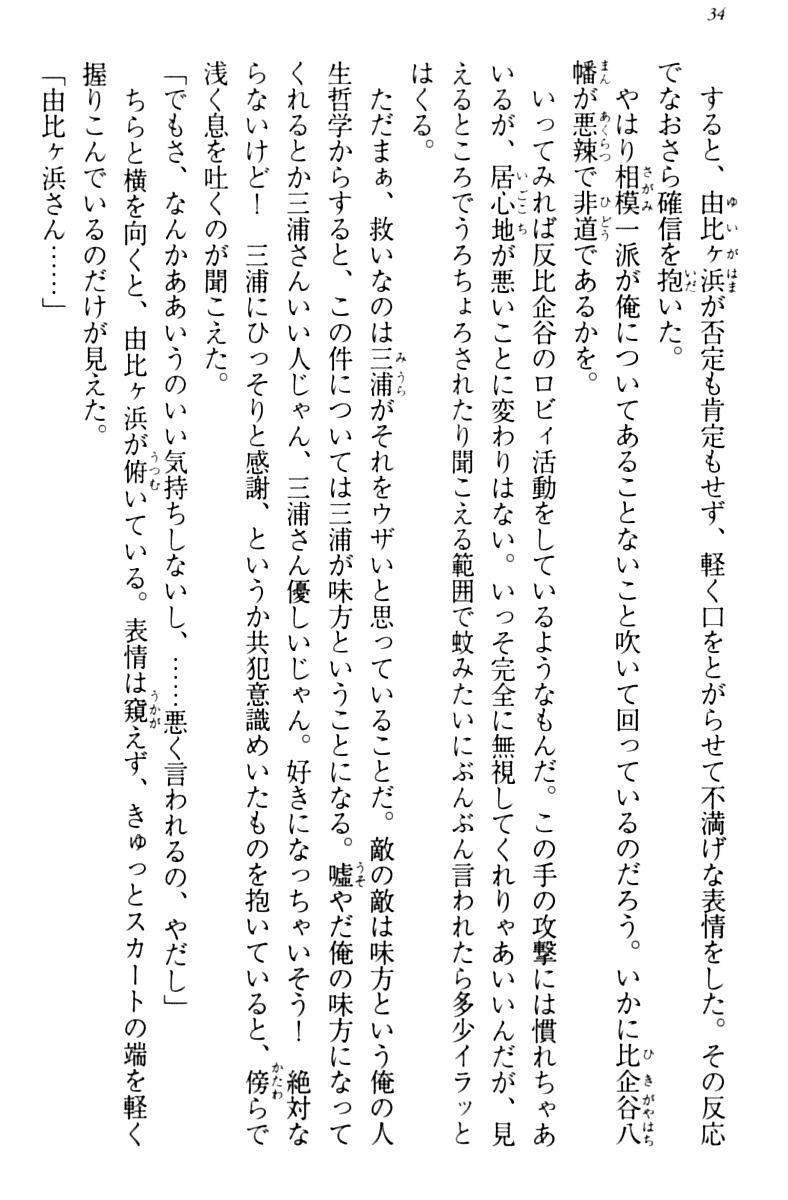 34
　すると、由比ヶ浜が否定も肯定もせず、軽く口をとがらせて不満げな表情をした。その反応
でなおさら確信を抱いた。
　やはり相模一派が俺についてあることないこと吹いて回っているのだろう。いかに比企谷八
幡が悪辣で非道であるかを。
　いってみれば反比企谷のロビィ活動をしているようなもんだ。この手の攻撃には慣れちゃあ
いるが、居心地が悪いことに変わりはない。いっそ完全に無視してくれりゃあいいんだが、見
えるところでうろちょろされたり聞こえる範囲で蚊みたいにぶんぶん言われたら多少イラッと
はくる。
　ただまぁ、救いなのは三浦がそれをウザいと思っていることだ。敵の敵は味方という俺の人
生哲学からすると、この件については三浦が味方ということになる。嘘やだ俺の味方になって
くれるとか三浦さんいい人じゃん、三浦さん優しいじゃん。好きになっちゃいそう！　絶対な
らないけど！　三浦にひっそりと感謝、というか共犯意識めいたものを抱いていると、傍らで
浅く息を吐くのが聞こえた。
「でもさ、なんかああいうのいい気持ちしないし、……悪く言われるの、やだし」
　ちらと横を向くと、由比ヶ浜が俯いている。表情は窺えず、きゅっとスカートの端を軽く
握りこんでいるのだけが見えた。
「由比ヶ浜さん……」